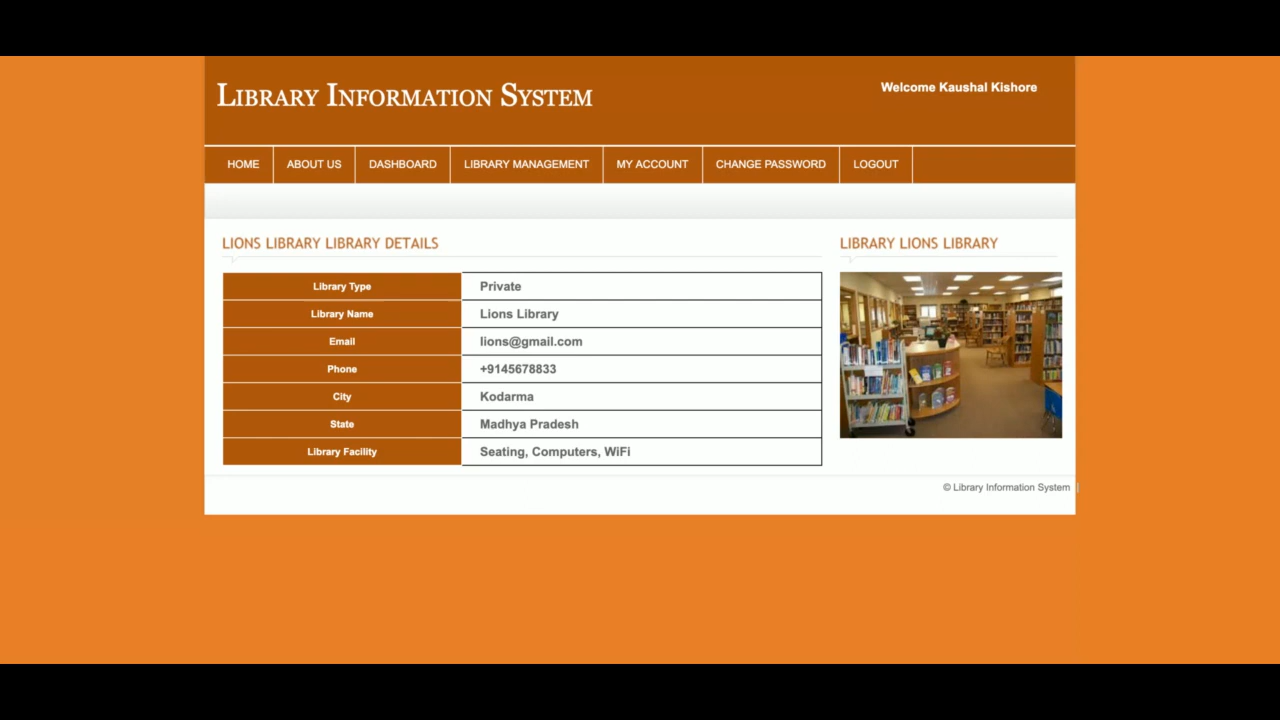 LIBRARY INFORMATION SYSTEM
Welcome Kaushal Kishore
HOME ABOUT US DASHBOARD LIBRARY MANAGEMENT MY ACCOUNT CHANGE PASSWORD LOGOUT
LIONS LIBRARY LIBRARY DETAILS
Library Type Private
Library Name Lions Library
Email lions@gmail.com
Phone +9145678833
City Kodarma
State Madhya Pradesh
Library Facility Seating, Computers, WiFi
LIBRARY LIONS LIBRARY
© Library Information System |